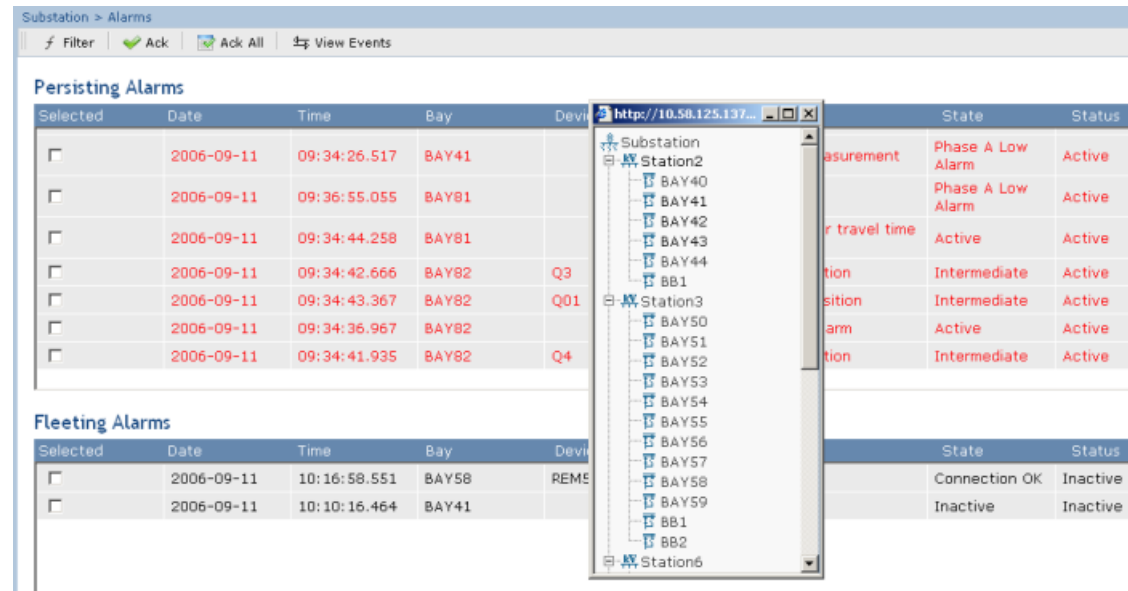 Substation > Alarms
Filter Ack Ack All View Events
Persisting Alarms
Selected Date Time Bay Devi State Status
2006-09-11 09:34:26.517 BAY41 asurement Phase A Low Alarm Active
2006-09-11 09:36:55.055 BAY81 Phase A Low Alarm Active
2006-09-11 09:34:44.258 BAY81 r travel time Active Active
2006-09-11 09:34:42.666 BAY82 Q3 tion Intermediate Active
2006-09-11 09:34:43.367 BAY82 Q01 sition Intermediate Active
2006-09-11 09:34:36.967 BAY82 arm Active Active
2006-09-11 09:34:41.935 BAY82 Q4 tion Intermediate Active
Fleeting Alarms
Selected Date Time Bay Devi State Status
2006-09-11 10:16:58.551 BAY58 REM5 Connection OK Inactive
2006-09-11 10:10:16.464 BAY41 Inactive Inactive
http://10.58.125.137...
Substation
Station2
BAY40
BAY41
BAY42
BAY43
BAY44
BB1
Station3
BAY50
BAY51
BAY52
BAY53
BAY54
BAY55
BAY56
BAY57
BAY58
BAY59
BB1
BB2
Station6